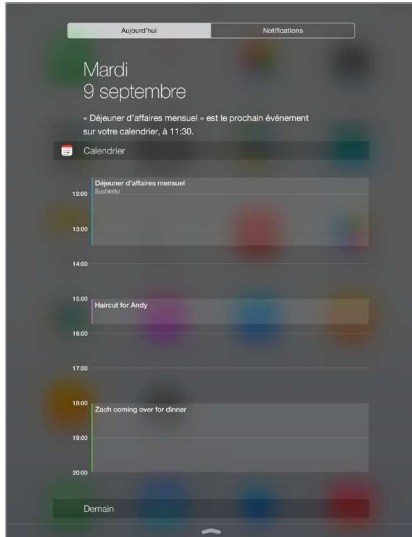 Aujourd'hui
Notifications
Mardi
9 septembre
« Déjeuner d'affaires mensuel » est le prochain événement
sur votre calendrier, à 11:30.
Calendrier
Déjeuner d'affaires mensuel
12:00
13:00
14:00
15:00
Haircut for Andy
16:00
17:00
18:00
Zach coming over for dinner
19:00
20:00
Demain